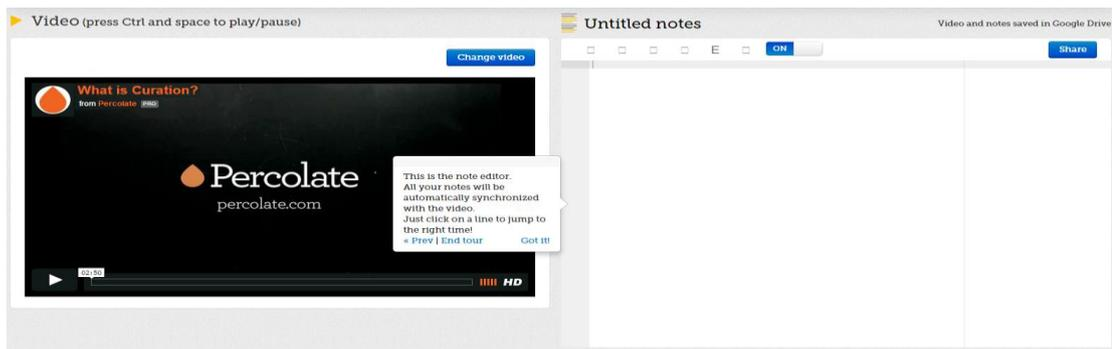 Video (press Ctrl and space to play/pause)
Change video
What is Curation?
from Percolate PRO
Percolate
percolate.com
02:50
HD
This is the note editor.
All your notes will be
automatically synchronized
with the video.
Just click on a line to jump to
the right time!
« Prev | End tour Got it!
Untitled notes
Video and notes saved in Google Drive
E ON Share